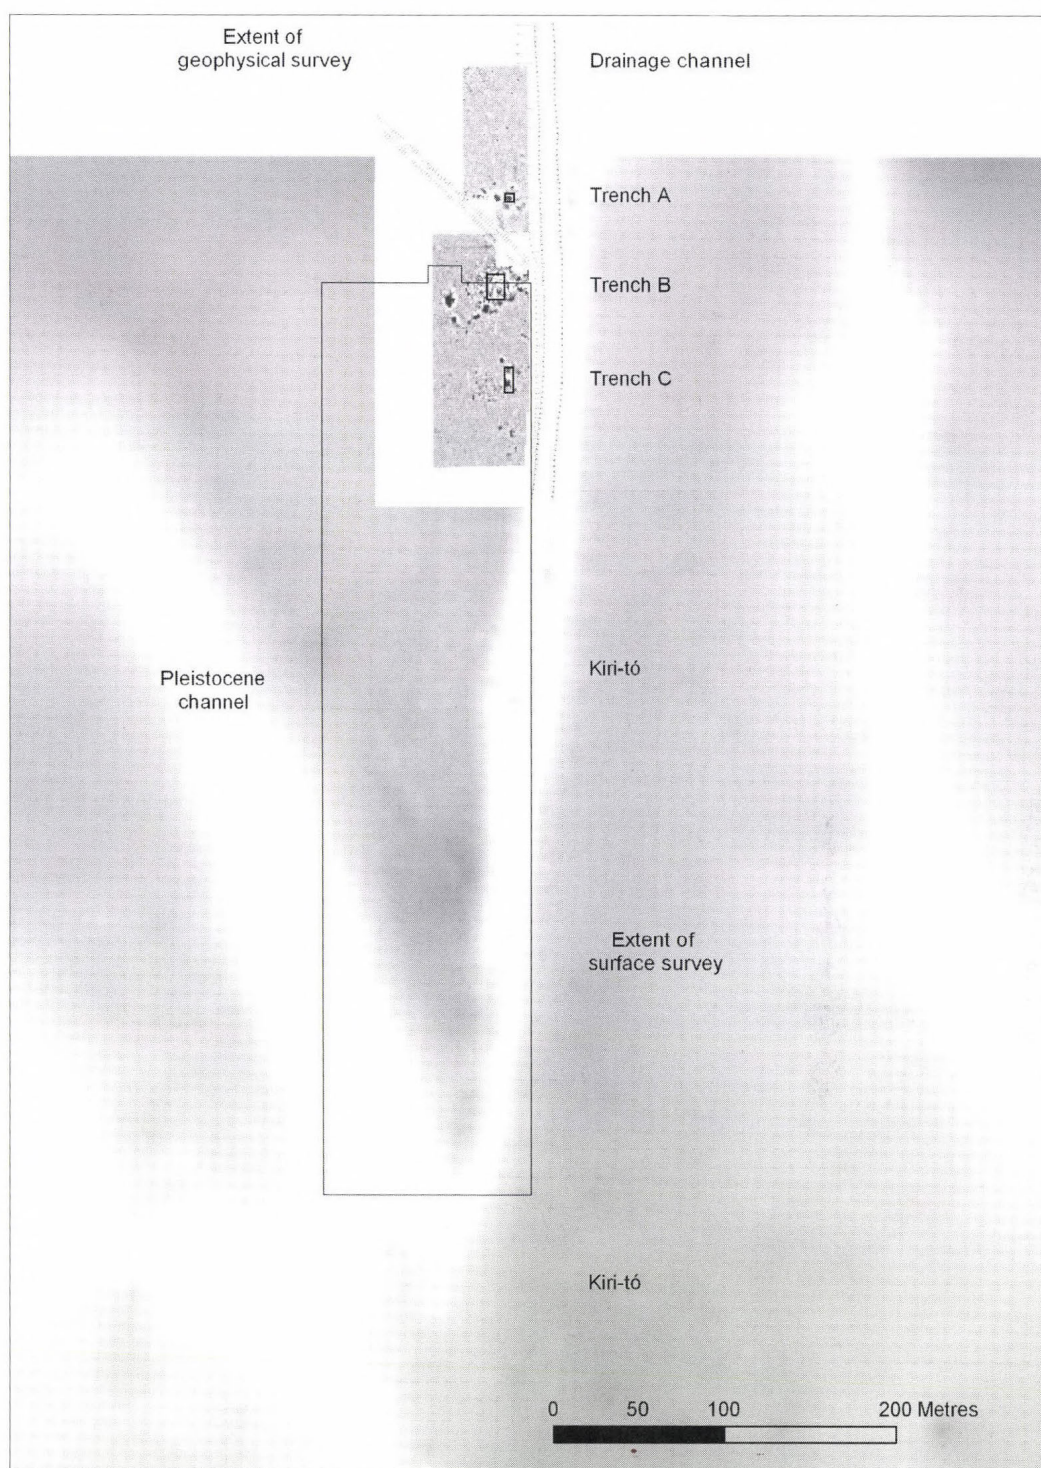 Extent of
geophysical survey
Drainage channel
Trench A
Trench B
Trench C
Kiri-tó
Pleistocene
channel
Extent of
surface survey
Kiri-tó
0 50 100 200 Metres